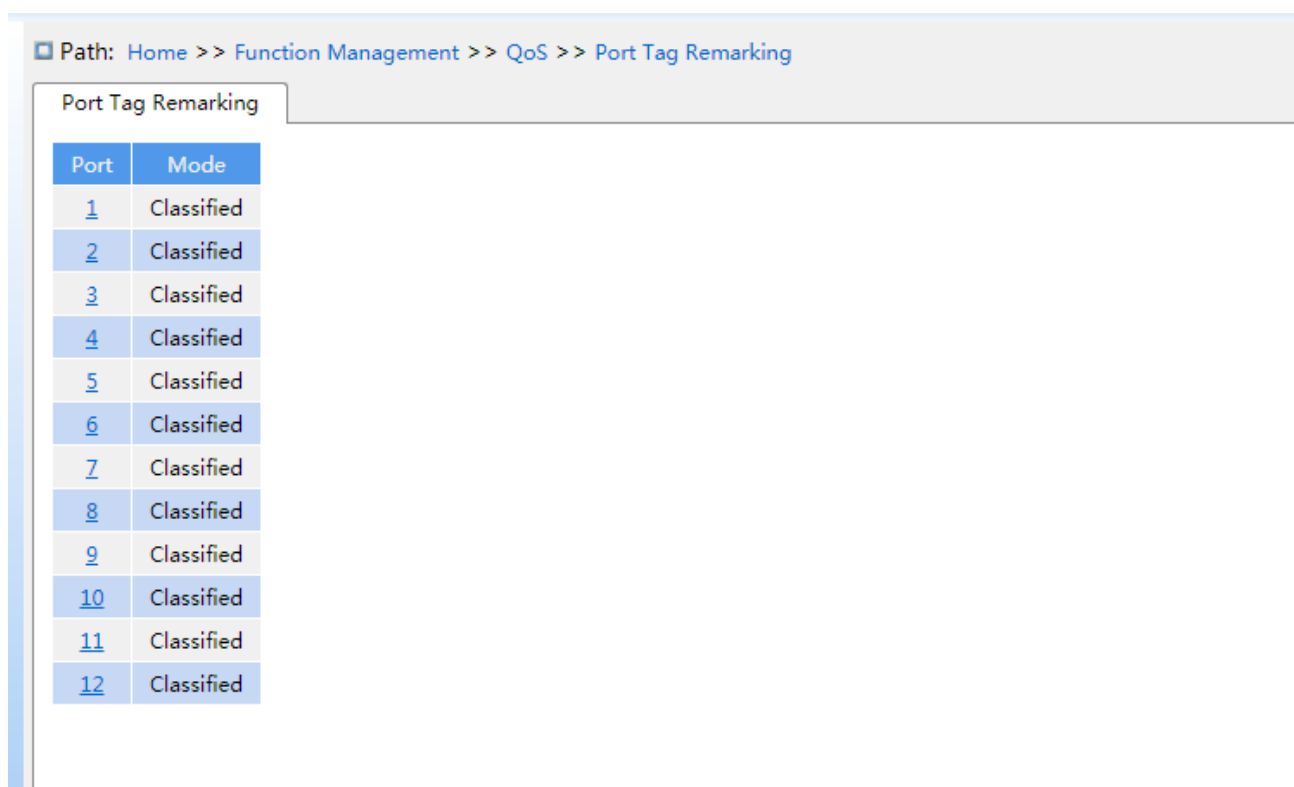 Path: Home >> Function Management >> QoS >> Port Tag Remarking
Port Tag Remarking
Port Mode
1 Classified
2 Classified
3 Classified
4 Classified
5 Classified
6 Classified
7 Classified
8 Classified
9 Classified
10 Classified
11 Classified
12 Classified